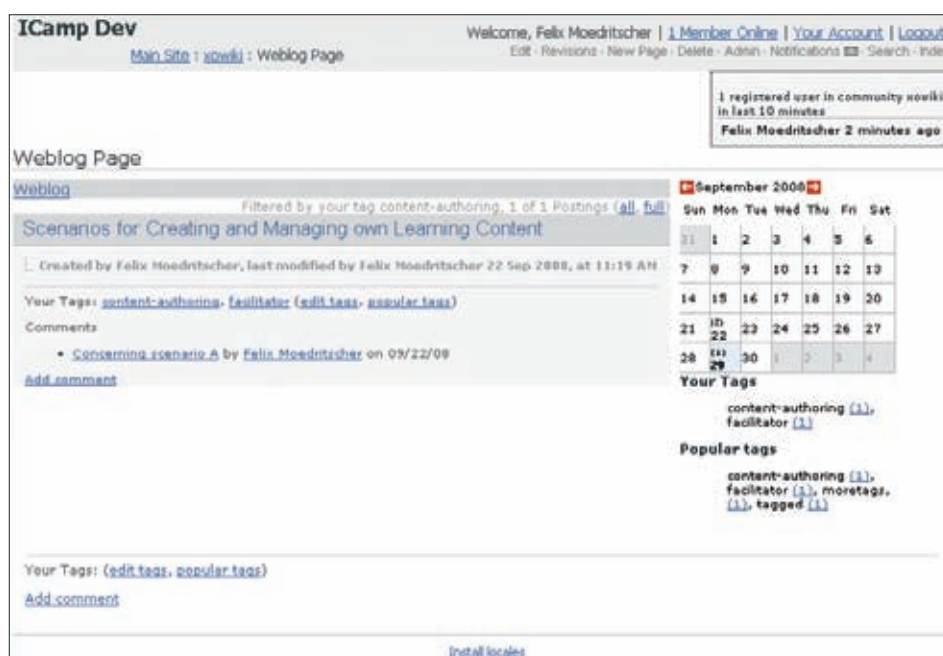 ICamp Dev
Welcome, Felix Moedritscher | 1 Member Online | Your Account | Logout
Main Site : xowiki : Weblog Page
Edit · Revisions · New Page · Delete · Admin · Notifications · Search · Index
1 registered user in community xowiki
in last 10 minutes
Felix Moedritscher 2 minutes ago
Weblog Page
Weblog
Filtered by your tag content-authoring, 1 of 1 Postings (all, full)
Scenarios for Creating and Managing own Learning Content
Created by Felix Moedritscher, last modified by Felix Moedritscher 22 Sep 2008, at 11:19 AM
Your Tags: content-authoring, facilitator (edit tags, popular tags)
Comments
• Concerning scenario A by Felix Moedritscher on 09/22/08
Add comment
September 2008
Sun Mon Tue Wed Thu Fri Sat
31 1 2 3 4 5 6
7 8 9 10 11 12 13
14 15 16 17 18 19 20
21 (2) 22 23 24 25 26 27
28 29 30 1 2 3 4
Your Tags
content-authoring (1),
facilitator (1)
Popular tags
content-authoring (1),
facilitator (1), moretags,
(1), tagged (1)
Your Tags: (edit tags, popular tags)
Add comment
Install locales